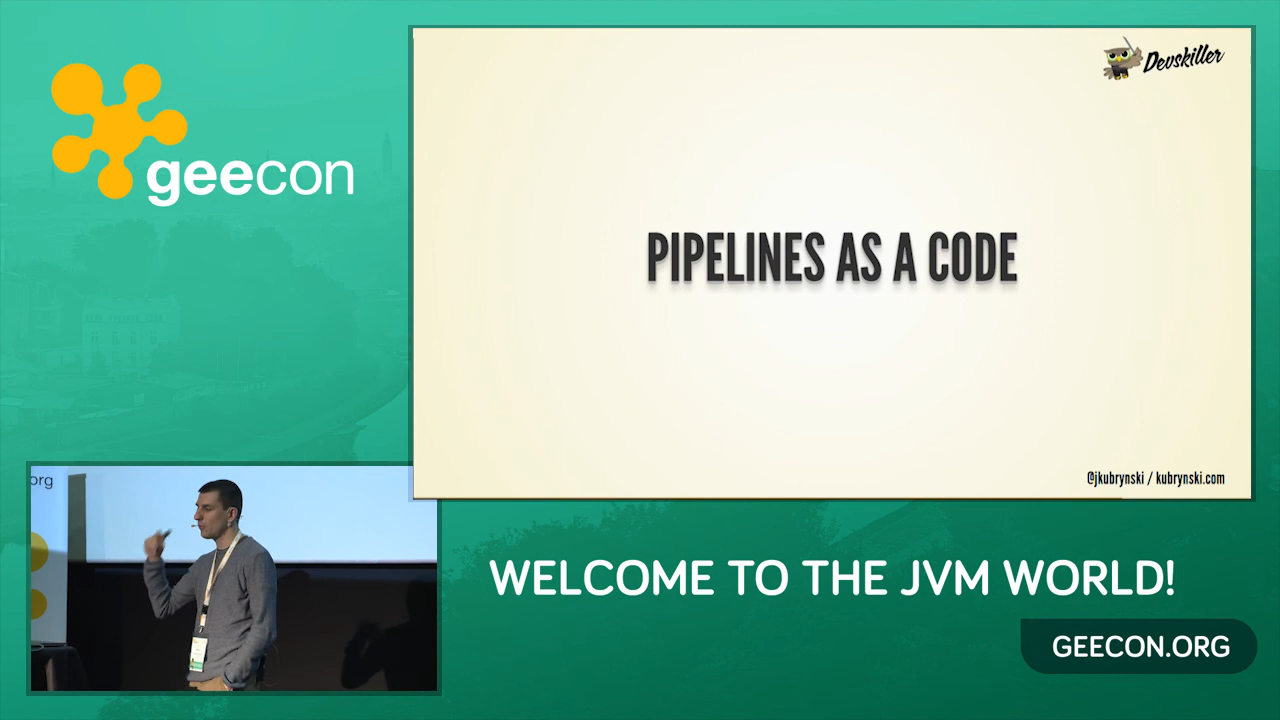 geecon
Devskiller
PIPELINES AS A CODE
@jkubrynski / kubrynski.com
org
WELCOME TO THE JVM WORLD!
GEECON.ORG